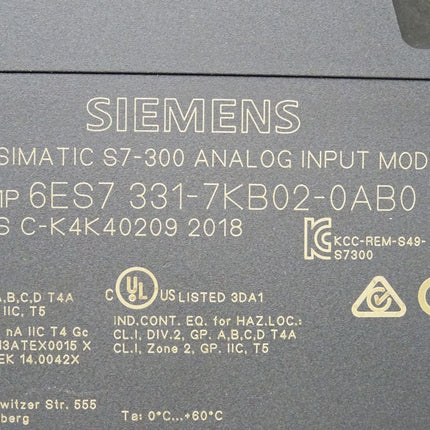 SIEMENS
SIMATIC S7-300 ANALOG INPUT MOD
MP 6ES7 331-7KB02-0AB0
S C-K4K40209 2018
KCC-REM-S49-
S7300
A,B,C,D T4A
IIC, T5
C UL US LISTED 3DA1
IND.CONT. EQ. for HAZ.LOC.:
CL.I, DIV.2, GP. A,B,C,D T4A
CL.I, Zone 2, GP. IIC, T5
nA IIC T4 Gc
13ATEX0015 X
EK 14.0042X
witzer Str. 555
berg
Ta: 0°C...+60°C